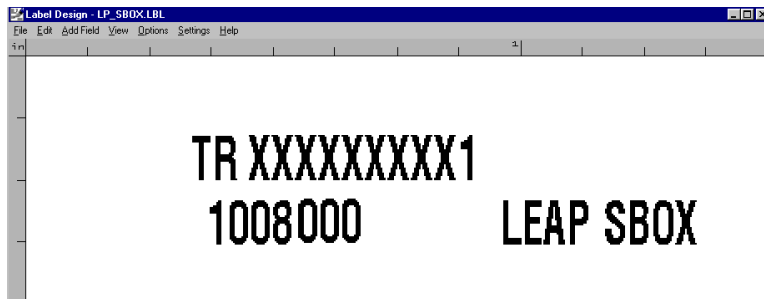 Label Design - LP_SBOX.LBL
File Edit Add Field View Options Settings Help
in 1
TR XXXXXXXXX1
1008000 LEAP SBOX